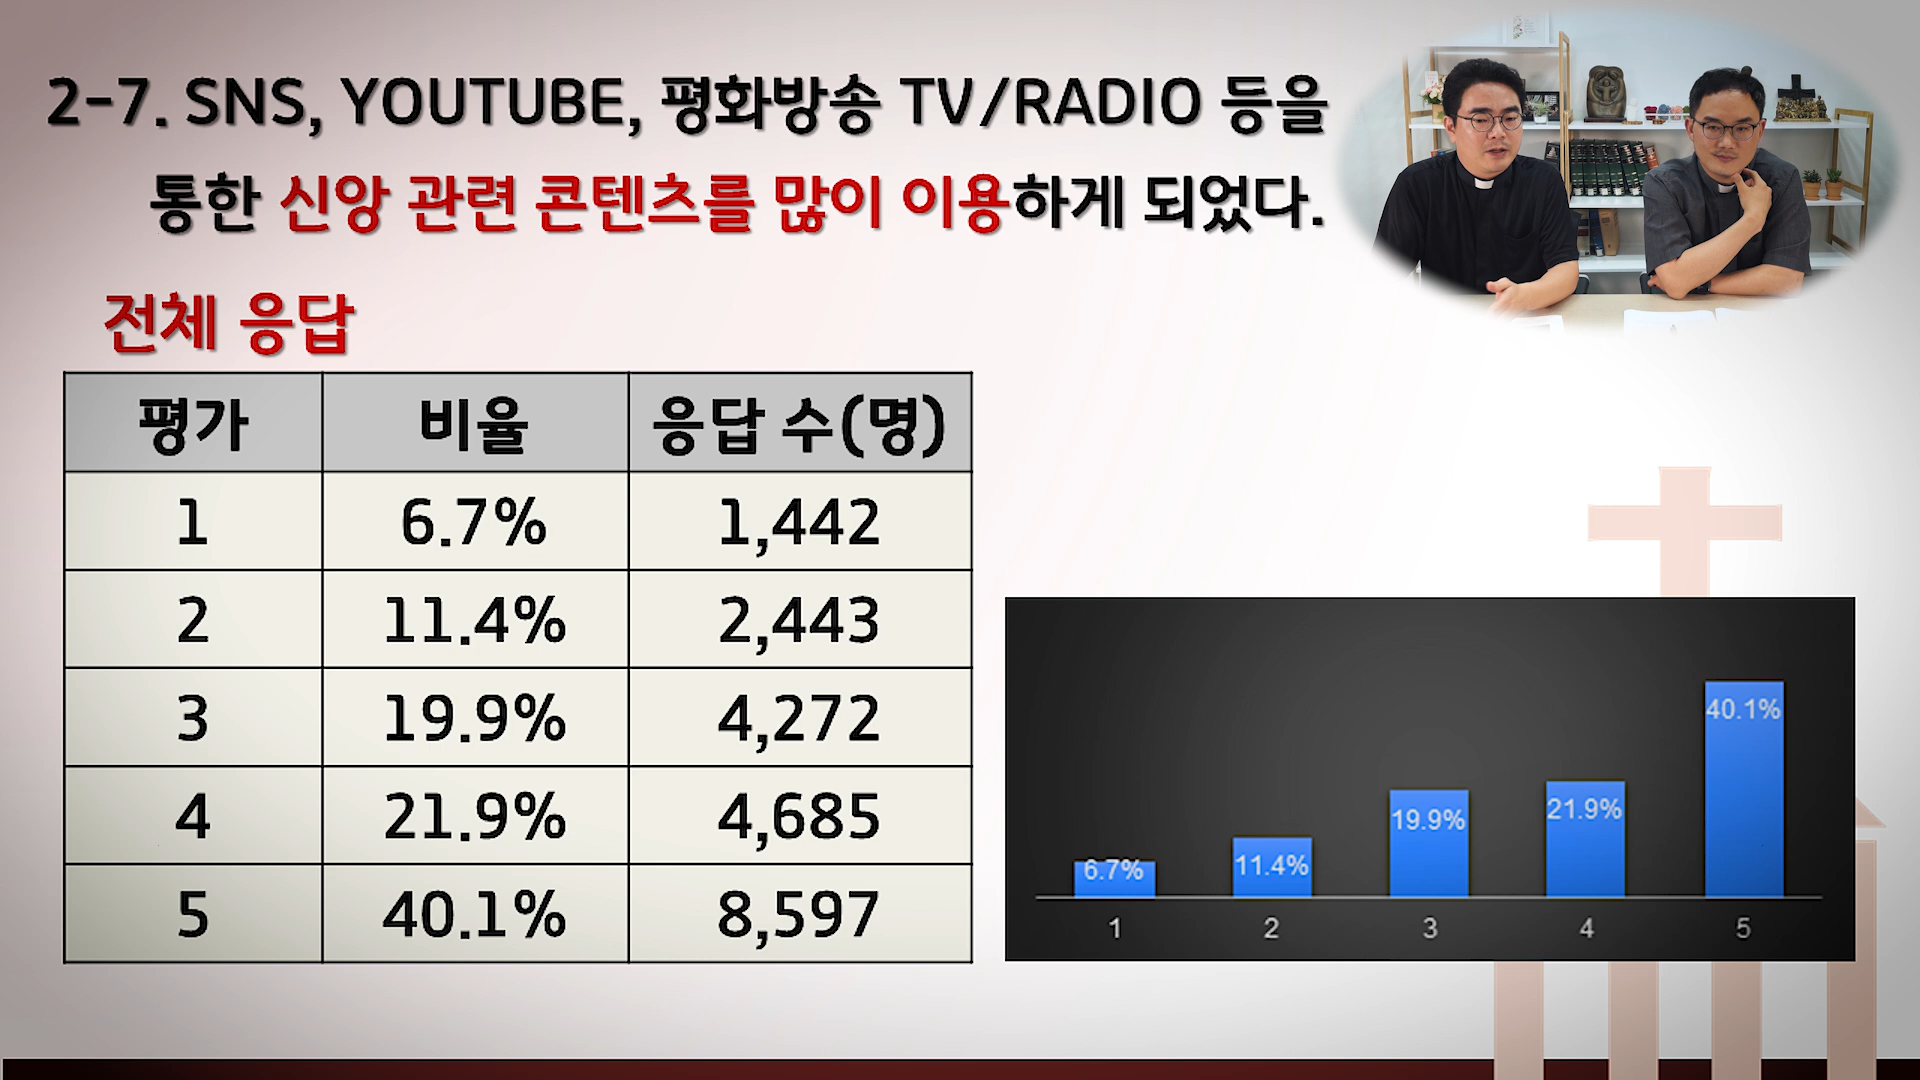 2-7. SNS, YOUTUBE, 평화방송 TV/RADIO 등을
통한 신앙 관련 콘텐츠를 많이 이용하게 되었다.
전체 응답
평가 비율 응답 수(명)
1 6.7% 1,442
2 11.4% 2,443
3 19.9% 4,272
4 21.9% 4,685
5 40.1% 8,597
6.7% 11.4% 19.9% 21.9% 40.1%
1 2 3 4 5